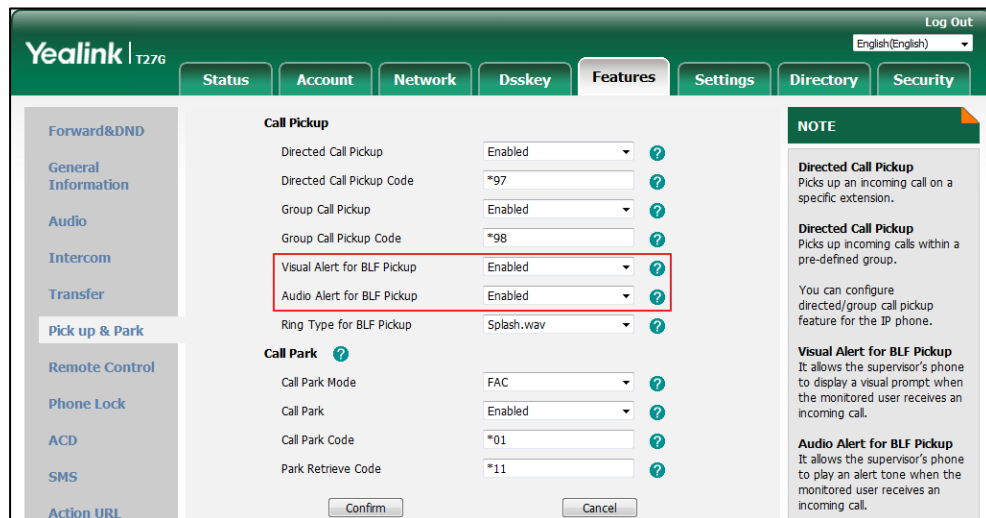 Log Out
English(English)
Yealink | T27G
Status
Account
Network
Dsskey
Features
Settings
Directory
Security
Forward&DND
General
Information
Audio
Intercom
Transfer
Pick up & Park
Remote Control
Phone Lock
ACD
SMS
Action URL
Call Pickup
Directed Call Pickup Enabled ?
Directed Call Pickup Code *97 ?
Group Call Pickup Enabled ?
Group Call Pickup Code *98 ?
Visual Alert for BLF Pickup Enabled ?
Audio Alert for BLF Pickup Enabled ?
Ring Type for BLF Pickup Splash.wav ?
Call Park ?
Call Park Mode FAC ?
Call Park Enabled ?
Call Park Code *01 ?
Park Retrieve Code *11 ?
Confirm
Cancel
NOTE
Directed Call Pickup
Picks up an incoming call on a
specific extension.
Directed Call Pickup
Picks up incoming calls within a
pre-defined group.
You can configure
directed/group call pickup
feature for the IP phone.
Visual Alert for BLF Pickup
It allows the supervisor's phone
to display a visual prompt when
the monitored user receives an
incoming call.
Audio Alert for BLF Pickup
It allows the supervisor's phone
to play an alert tone when the
monitored user receives an
incoming call.